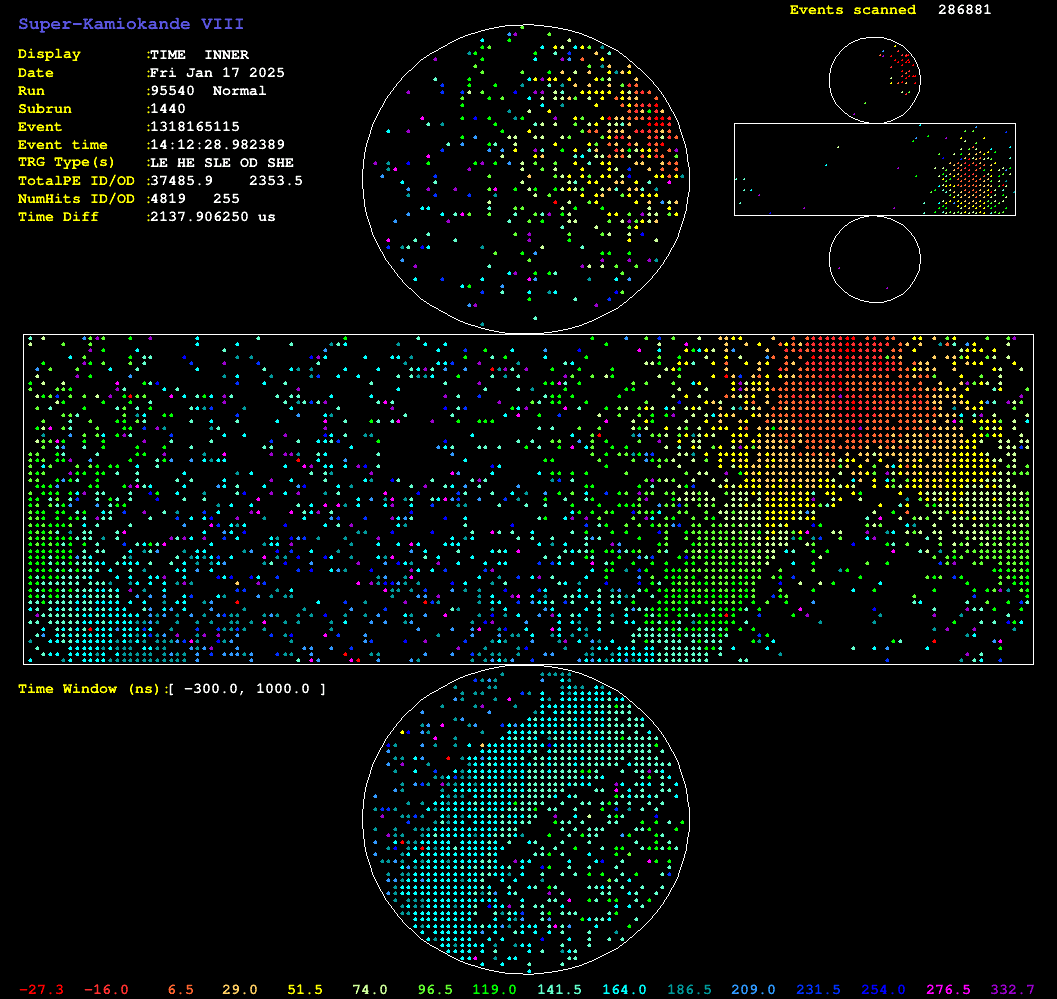 Super-Kamiokande VIII
Events scanned 286881
Display :TIME INNER
Date :Fri Jan 17 2025
Run :95540 Normal
Subrun :1440
Event :1318165115
Event time :14:12:28.982389
TRG Type(s) :LE HE SLE OD SHE
TotalPE ID/OD :37485.9 2353.5
NumHits ID/OD :4819 255
Time Diff :2137.906250 us
Time Window (ns):[ -300.0, 1000.0 ]
-27.3 -16.0 6.5 29.0 51.5 74.0 96.5 119.0 141.5 164.0 186.5 209.0 231.5 254.0 276.5 332.7